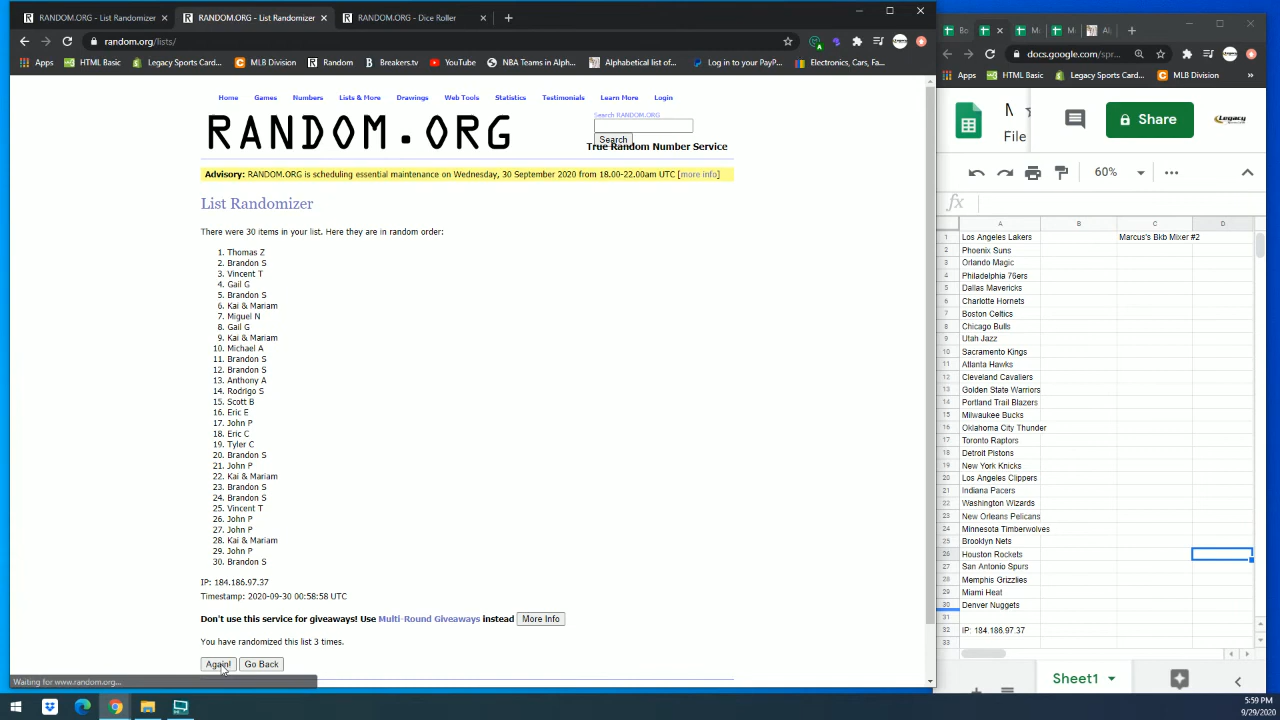 RANDOM.ORG - List Randomizer
RANDOM.ORG - List Randomizer
RANDOM.ORG - Dice Roller
random.org/lists/
Apps
HTML Basic
Legacy Sports Card...
MLB Division
Random
Breakers.tv
YouTube
NBA Teams in Alph...
Alphabetical list of...
Log in to your PayP...
Electronics, Cars, Fa...
Home
Games
Numbers
Lists & More
Drawings
Web Tools
Statistics
Testimonials
Learn More
Login
RANDOM.ORG
Search RANDOM.ORG
Search
True Random Number Service
Advisory: RANDOM.ORG is scheduling essential maintenance on Wednesday, 30 September 2020 from 18.00-22.00am UTC [more info]
List Randomizer
There were 30 items in your list. Here they are in random order:
1. Thomas Z
2. Brandon S
3. Vincent T
4. Gail G
5. Brandon S
6. Kai & Mariam
7. Miguel N
8. Gail G
9. Kai & Mariam
10. Michael A
11. Brandon S
12. Brandon S
13. Anthony A
14. Rodrigo S
15. Scott B
16. Eric E
17. John P
18. Eric C
19. Tyler C
20. Brandon S
21. John P
22. Kai & Mariam
23. Brandon S
24. Brandon S
25. Vincent T
26. John P
27. John P
28. Kai & Mariam
29. John P
30. Brandon S
IP: 184.186.97.37
Timestamp: 2020-09-30 00:58:58 UTC
Don't use this service for giveaways! Use Multi-Round Giveaways instead
More Info
You have randomized this list 3 times.
Again!
Go Back
Waiting for www.random.org...
docs.google.com/spr...
Apps
HTML Basic
Legacy Sports Card...
MLB Division
File
Share
60%
fx
A B C D
1 Los Angeles Lakers Marcus's Bkb Mixer #2
2 Phoenix Suns
3 Orlando Magic
4 Philadelphia 76ers
5 Dallas Mavericks
6 Charlotte Hornets
7 Boston Celtics
8 Chicago Bulls
9 Utah Jazz
10 Sacramento Kings
11 Atlanta Hawks
12 Cleveland Cavaliers
13 Golden State Warriors
14 Portland Trail Blazers
15 Milwaukee Bucks
16 Oklahoma City Thunder
17 Toronto Raptors
18 Detroit Pistons
19 New York Knicks
20 Los Angeles Clippers
21 Indiana Pacers
22 Washington Wizards
23 New Orleans Pelicans
24 Minnesota Timberwolves
25 Brooklyn Nets
26 Houston Rockets
27 San Antonio Spurs
28 Memphis Grizzlies
29 Miami Heat
30 Denver Nuggets
31
32 IP: 184.186.97.37
33
Sheet1
5:59 PM
9/29/2020